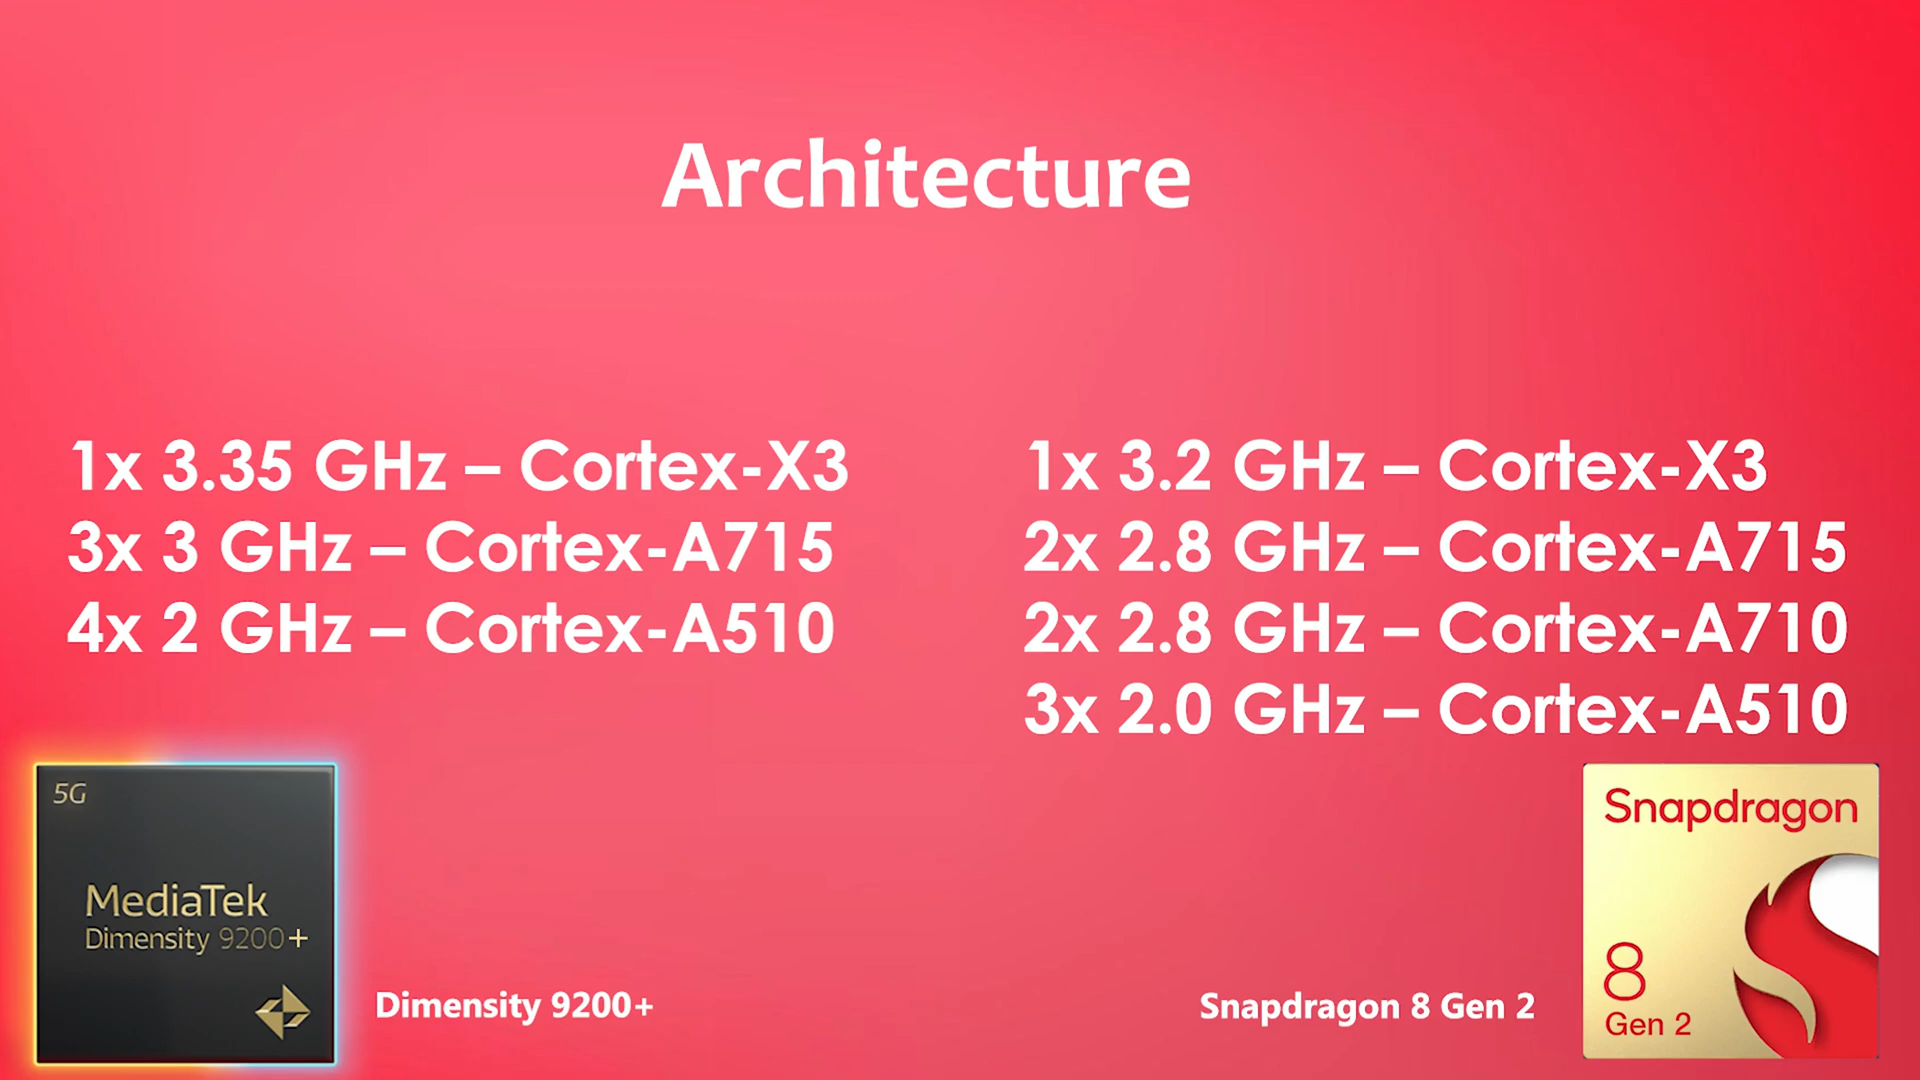 Architecture
1x 3.35 GHz – Cortex-X3
3x 3 GHz – Cortex-A715
4x 2 GHz – Cortex-A510
1x 3.2 GHz – Cortex-X3
2x 2.8 GHz – Cortex-A715
2x 2.8 GHz – Cortex-A710
3x 2.0 GHz – Cortex-A510
5G
MediaTek
Dimensity 9200+
Dimensity 9200+
Snapdragon 8 Gen 2
Snapdragon
8
Gen 2